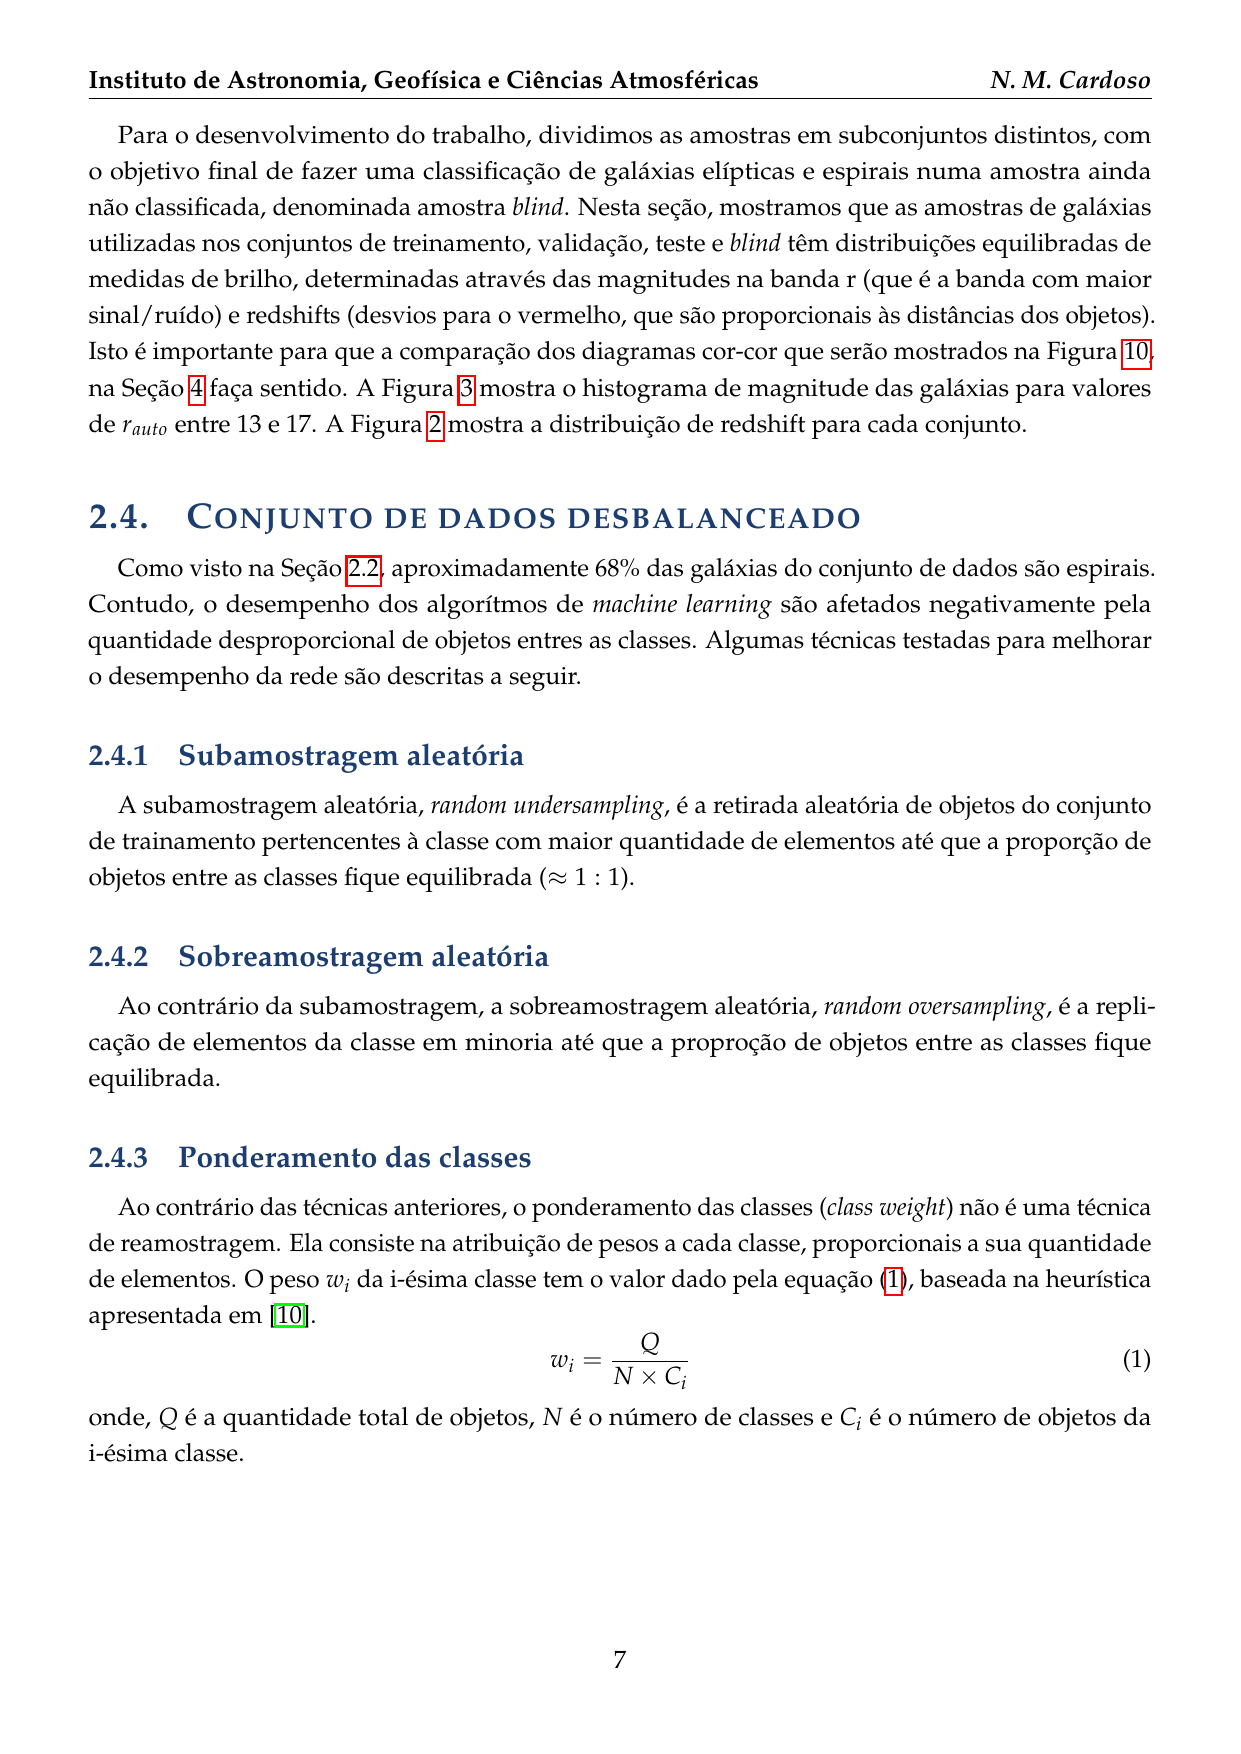 Instituto de Astronomia, Geofísica e Ciências Atmosféricas N. M. Cardoso
Para o desenvolvimento do trabalho, dividimos as amostras em subconjuntos distintos, com
o objetivo final de fazer uma classificação de galáxias elípticas e espirais numa amostra ainda
não classificada, denominada amostra blind. Nesta seção, mostramos que as amostras de galáxias
utilizadas nos conjuntos de treinamento, validação, teste e blind têm distribuições equilibradas de
medidas de brilho, determinadas através das magnitudes na banda r (que é a banda com maior
sinal/ruído) e redshifts (desvios para o vermelho, que são proporcionais às distâncias dos objetos).
Isto é importante para que a comparação dos diagramas cor-cor que serão mostrados na Figura 10,
na Seção 4 faça sentido. A Figura 3 mostra o histograma de magnitude das galáxias para valores
de r_auto entre 13 e 17. A Figura 2 mostra a distribuição de redshift para cada conjunto.
2.4. CONJUNTO DE DADOS DESBALANCEADO
Como visto na Seção 2.2, aproximadamente 68% das galáxias do conjunto de dados são espirais.
Contudo, o desempenho dos algorítmos de machine learning são afetados negativamente pela
quantidade desproporcional de objetos entres as classes. Algumas técnicas testadas para melhorar
o desempenho da rede são descritas a seguir.
2.4.1 Subamostragem aleatória
A subamostragem aleatória, random undersampling, é a retirada aleatória de objetos do conjunto
de trainamento pertencentes à classe com maior quantidade de elementos até que a proporção de
objetos entre as classes fique equilibrada (≈ 1 : 1).
2.4.2 Sobreamostragem aleatória
Ao contrário da subamostragem, a sobreamostragem aleatória, random oversampling, é a repli-
cação de elementos da classe em minoria até que a proproção de objetos entre as classes fique
equilibrada.
2.4.3 Ponderamento das classes
Ao contrário das técnicas anteriores, o ponderamento das classes (class weight) não é uma técnica
de reamostragem. Ela consiste na atribuição de pesos a cada classe, proporcionais a sua quantidade
de elementos. O peso w_i da i-ésima classe tem o valor dado pela equação (1), baseada na heurística
apresentada em [10].
w_i = Q / (N × C_i) (1)
onde, Q é a quantidade total de objetos, N é o número de classes e C_i é o número de objetos da
i-ésima classe.
7